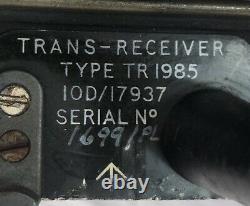 TRANS-RECEIVER
TYPE TR1985
10D/17937
SERIAL Nº
1699/PL